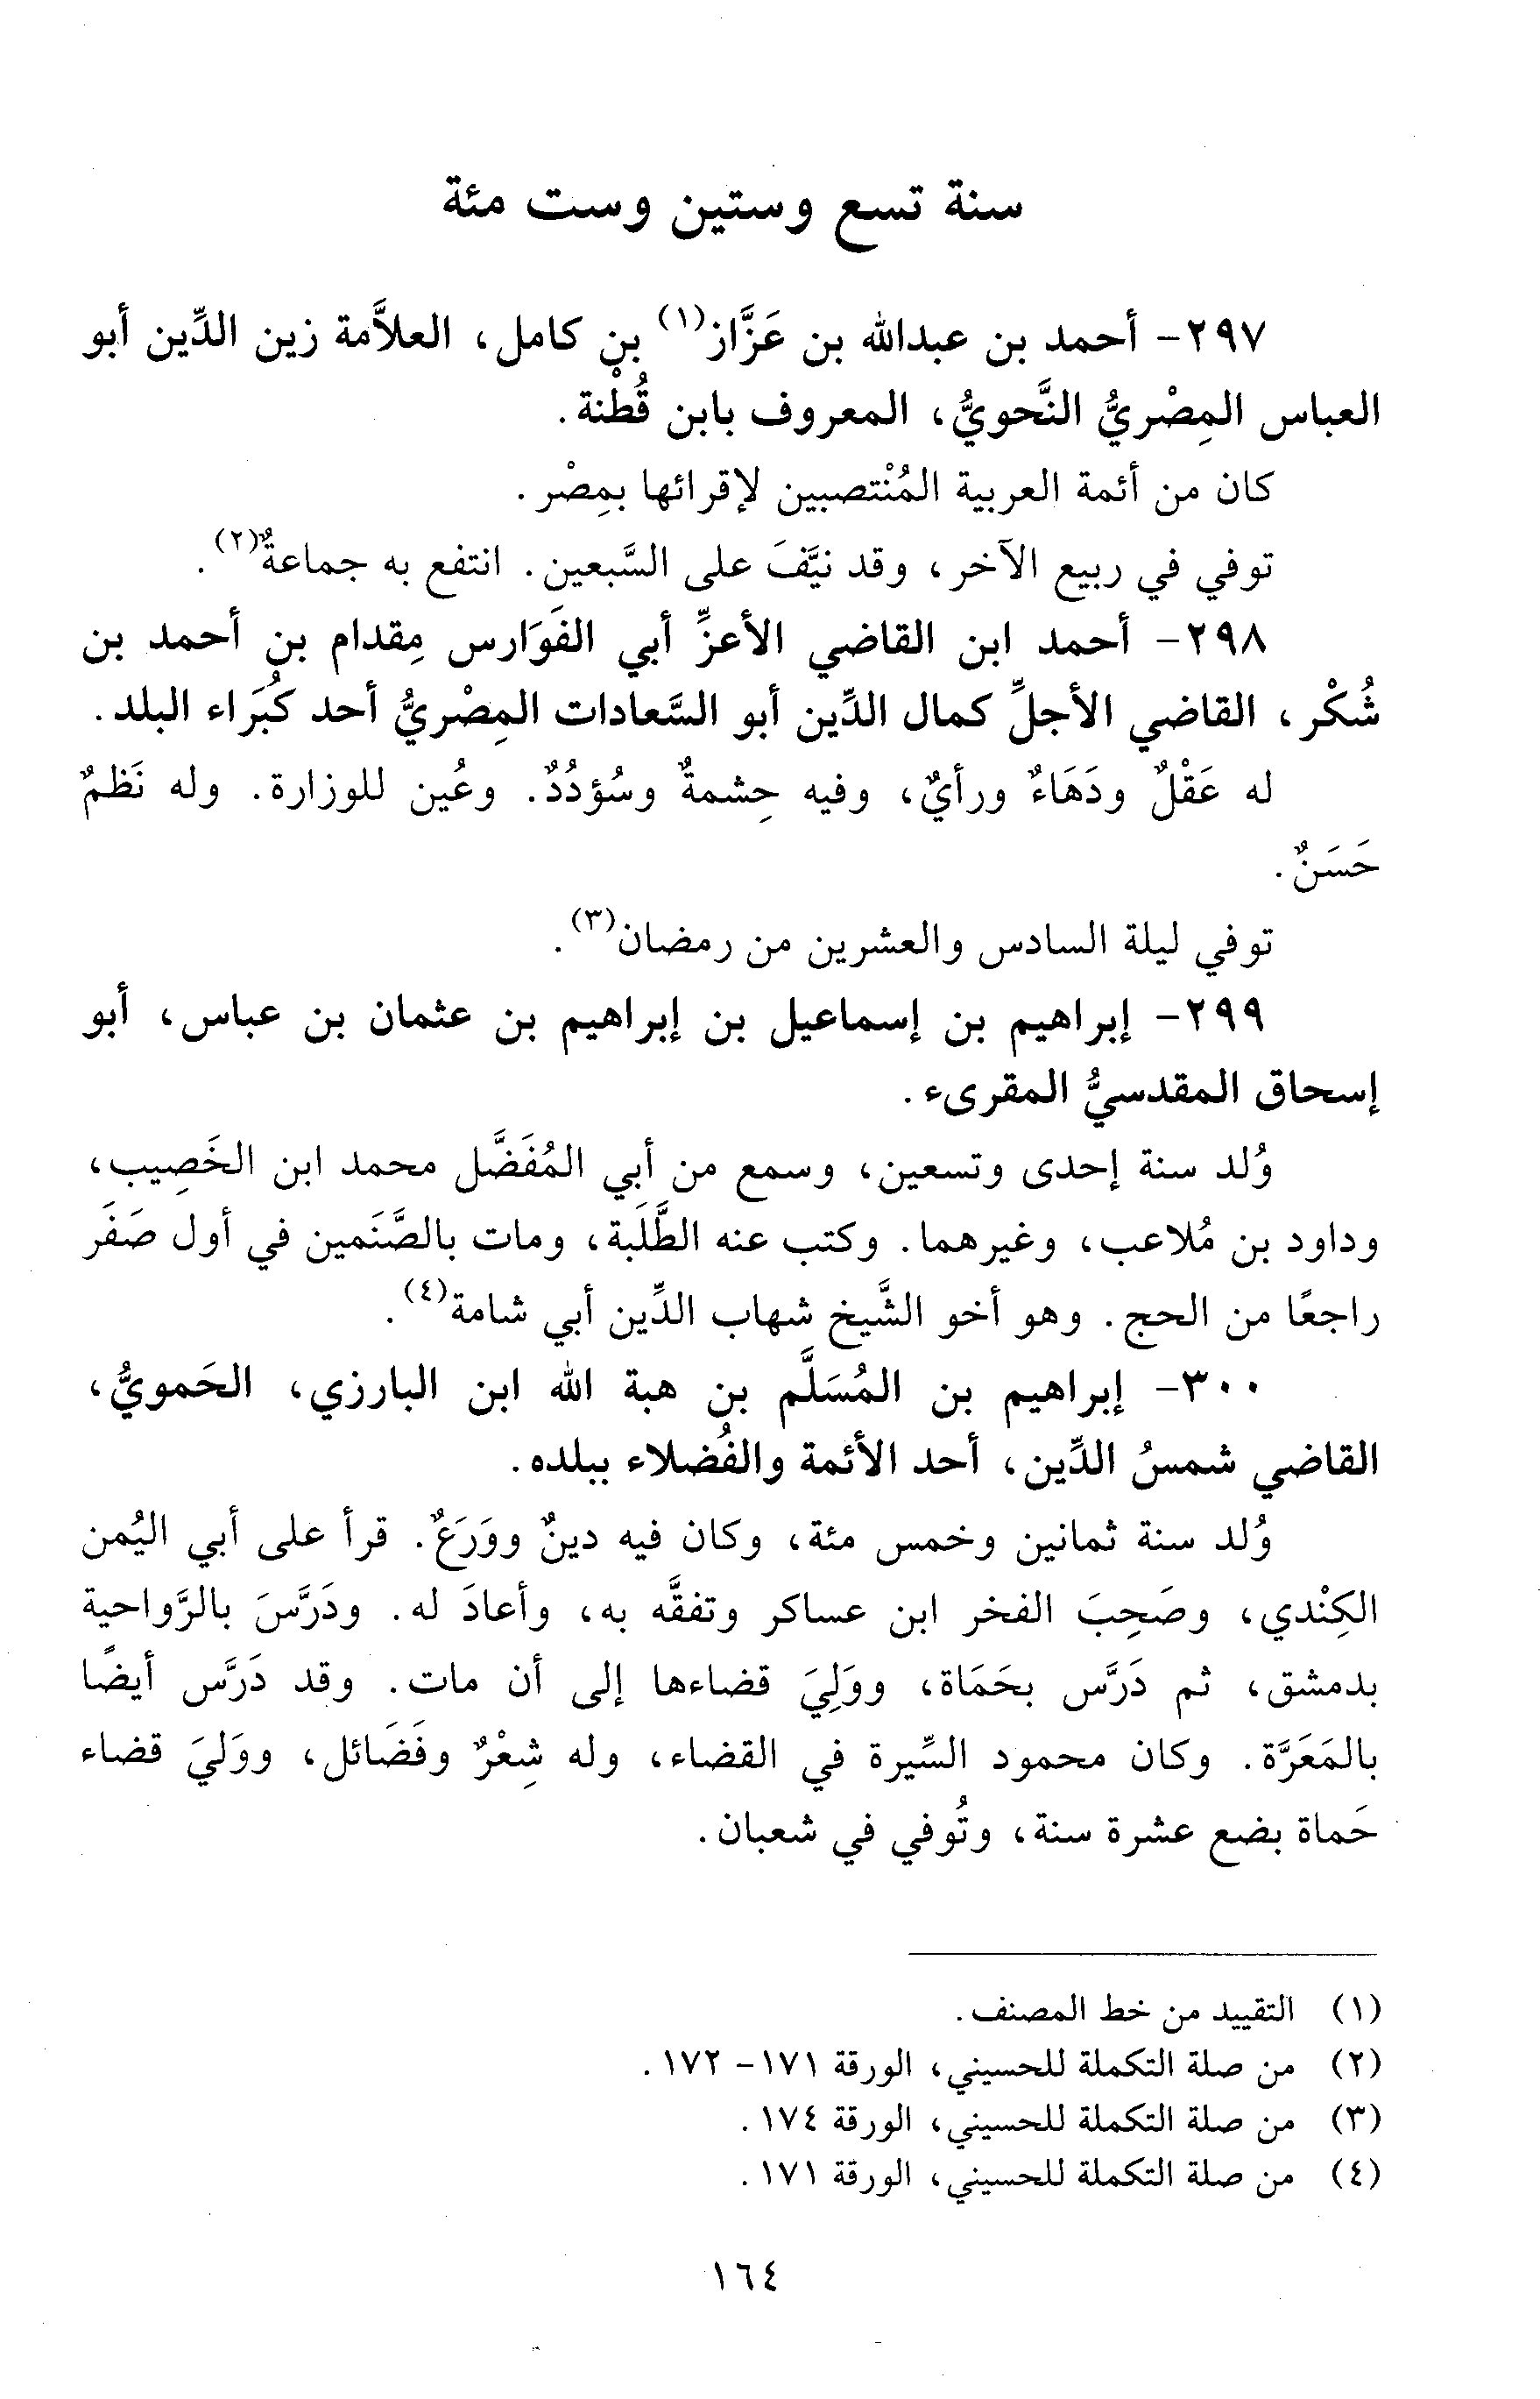 سنة تسع وستين وست مئة
٢٩٧- أحمد بن عبدالله بن عَزَّاز(١) بن كامل، العلاَّمة زين الدِّين أبو
العباس المِصْريُّ النَّحويُّ، المعروف بابن قُطْنة.
كان من أئمة العربية المُنْتصبين لإقرائها بمِصْر.
توفي في ربيع الآخر، وقد نيَّفَ على السَّبعين. انتفع به جماعةٌ(٢).
٢٩٨- أحمد ابن القاضي الأعزِّ أبي الفَوَارس مِقدام بن أحمد بن
شُكْر، القاضي الأجلِّ كمال الدِّين أبو السَّعادات المِصْريُّ أحد كُبَراء البلد.
له عَقْلٌ ودَهَاءٌ ورأيٌ، وفيه حِشمةٌ وسُؤدُدٌ. وعُين للوزارة. وله نَظمٌ
حَسَنٌ.
توفي ليلة السادس والعشرين من رمضان(٣).
٢٩٩- إبراهيم بن إسماعيل بن إبراهيم بن عثمان بن عباس، أبو
إسحاق المقدسيُّ المقرىء.
وُلد سنة إحدى وتسعين، وسمع من أبي المُفَضَّل محمد ابن الخَصِيب،
وداود بن مُلاعب، وغيرهما. وكتب عنه الطَّلَبة، ومات بالصَّنَمين في أول صَفَر
راجعًا من الحج. وهو أخو الشَّيخ شهاب الدِّين أبي شامة(٤).
٣٠٠- إبراهيم بن المُسَلَّم بن هبة الله ابن البارزي، الحَمويُّ،
القاضي شمسُ الدِّين، أحد الأئمة والفُضلاء ببلده.
وُلد سنة ثمانين وخمس مئة، وكان فيه دينٌ ووَرَعٌ. قرأ على أبي اليُمن
الكِنْدي، وصَحِبَ الفخر ابن عساكر وتفقَّه به، وأعادَ له. ودَرَّسَ بالرَّواحية
بدمشق، ثم دَرَّس بحَمَاة، ووَلِيَ قضاءها إلى أن مات. وقد دَرَّس أيضًا
بالمَعَرَّة. وكان محمود السِّيرة في القضاء، وله شِعْرٌ وفَضَائل، ووَليَ قضاء
حَماة بضع عشرة سنة، وتُوفي في شعبان.
(١) التقييد من خط المصنف.
(٢) من صلة التكملة للحسيني، الورقة ١٧١- ١٧٢.
(٣) من صلة التكملة للحسيني، الورقة ١٧٤.
(٤) من صلة التكملة للحسيني، الورقة ١٧١.
١٦٤